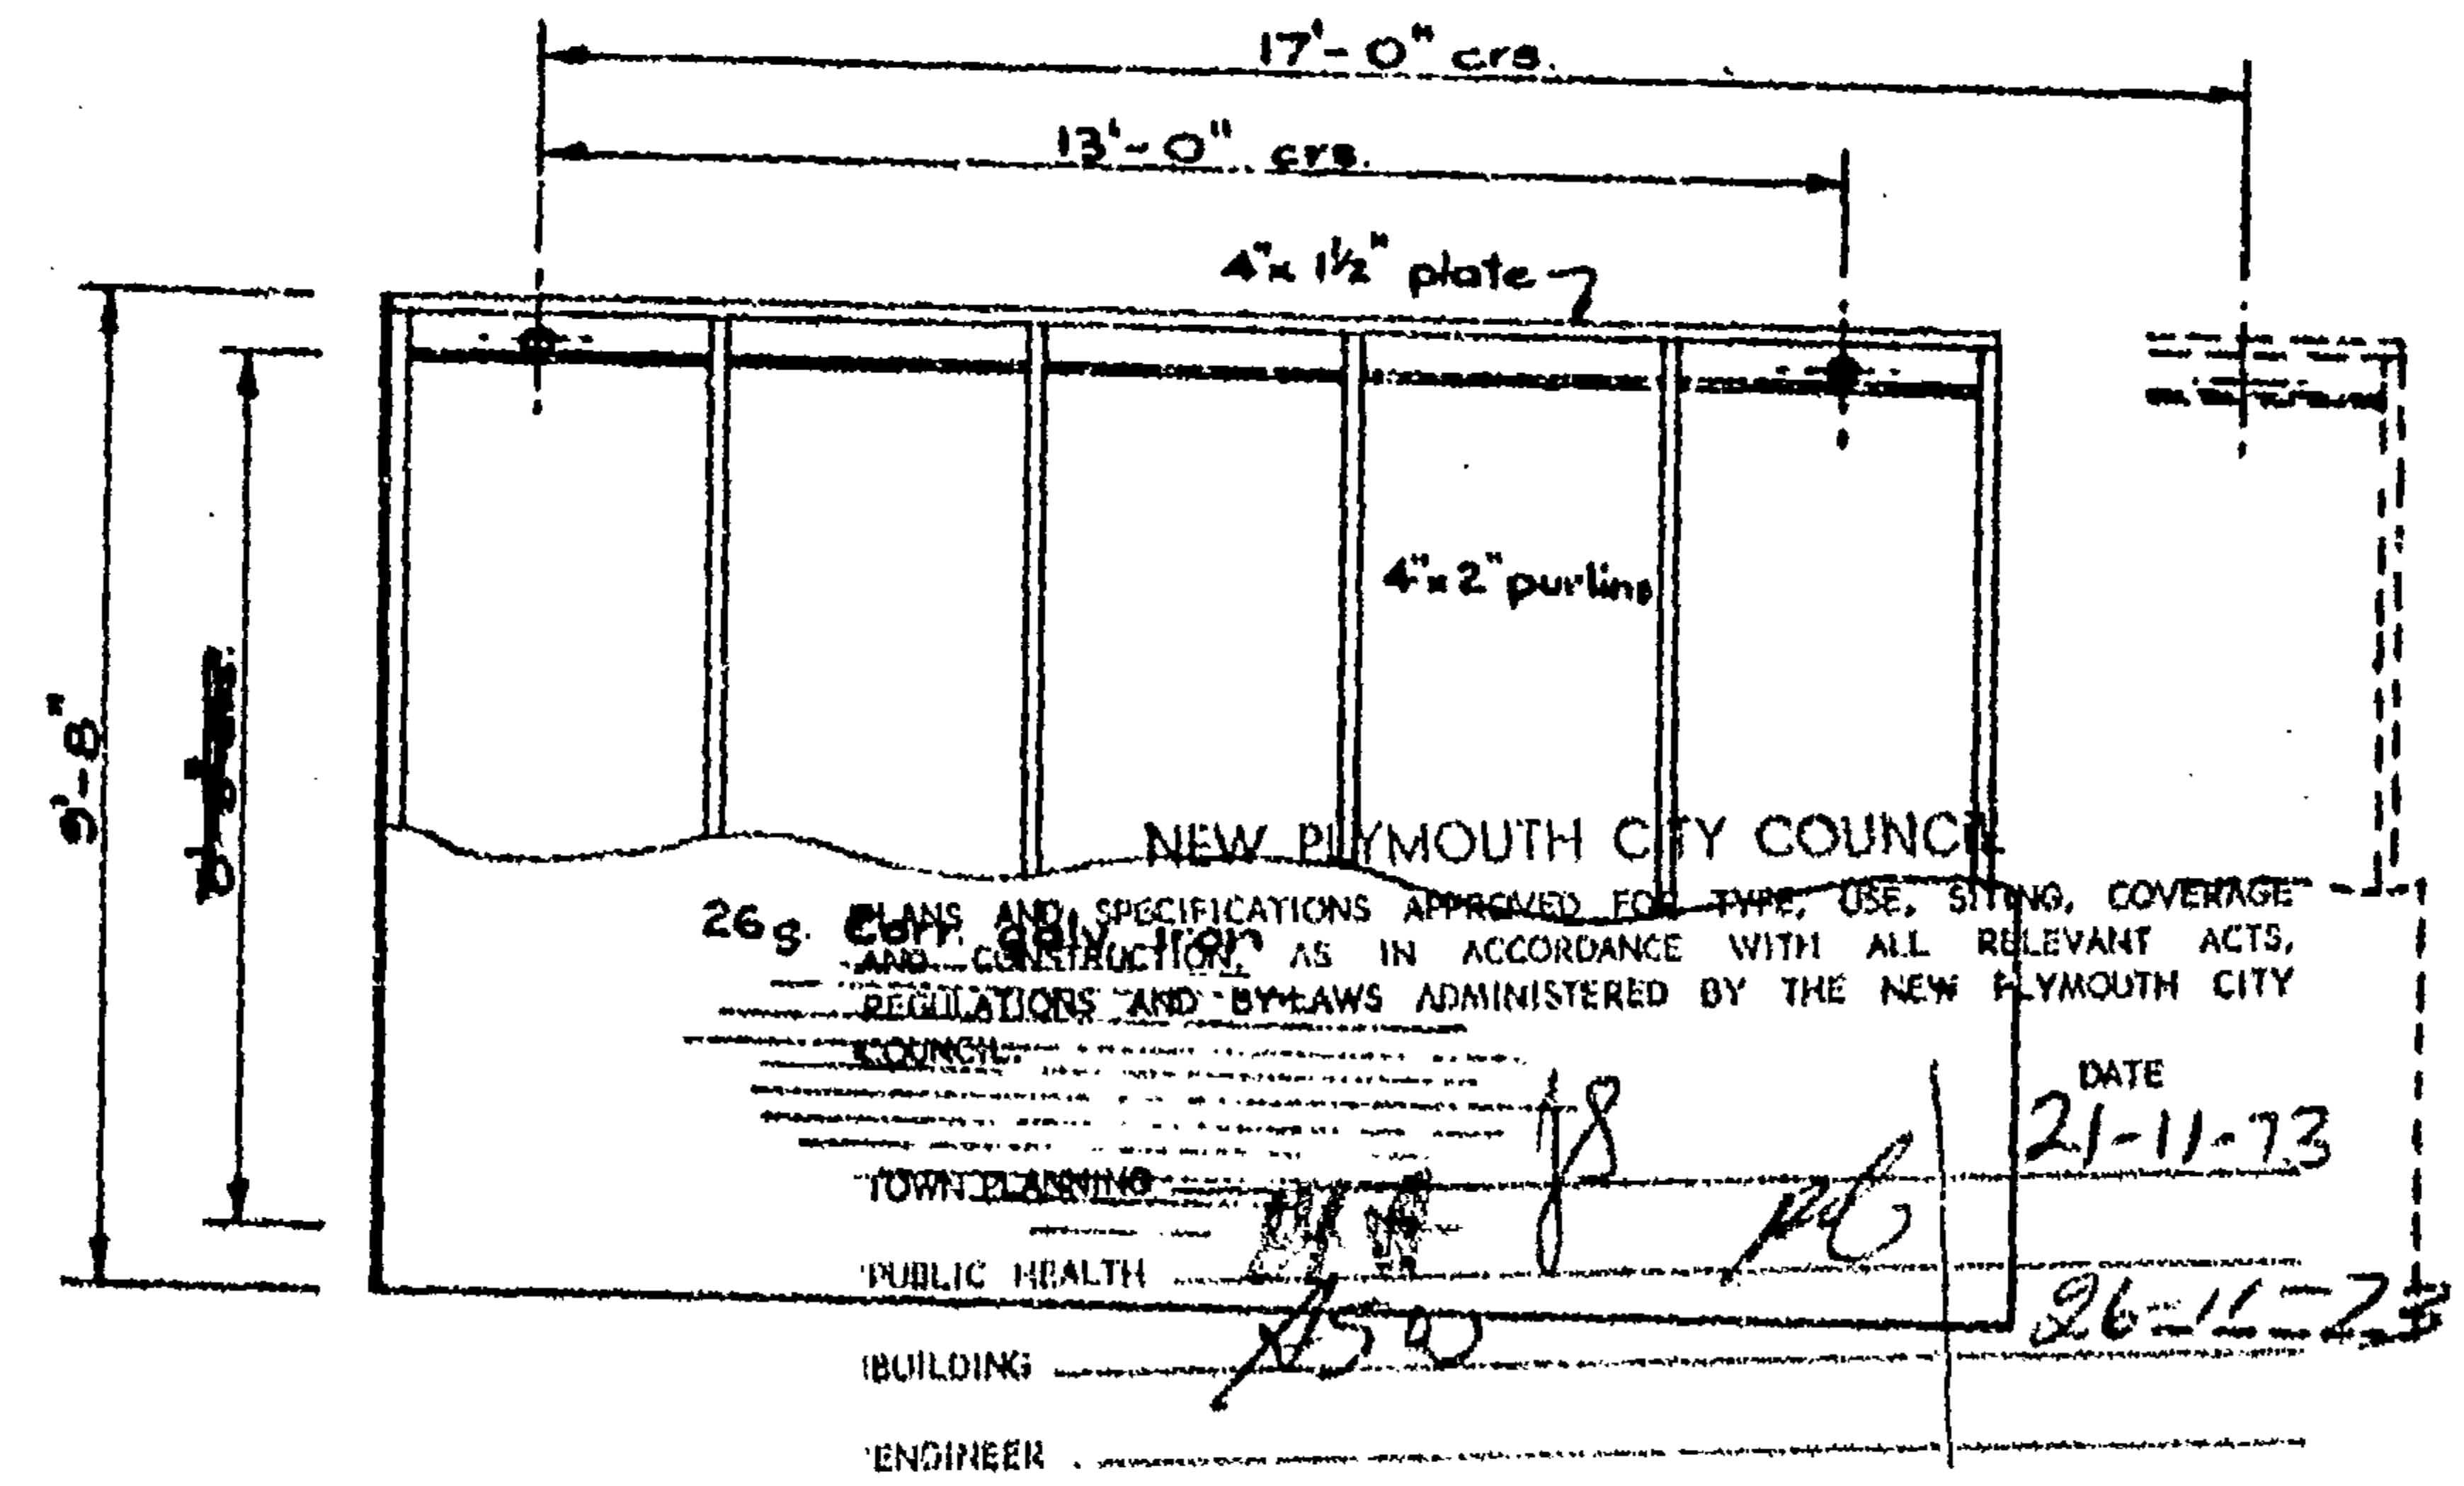 17'-0" crs.
13'-0" crs.
4"x 1½" plate
4"x 2" purlins
9'-8"
NEW PLYMOUTH CITY COUNCIL
26g. Corr. galv. iron
PLANS AND SPECIFICATIONS APPROVED FOR TYPE, USE, SITING, COVERAGE
AND CONSTRUCTION, AS IN ACCORDANCE WITH ALL RELEVANT ACTS,
REGULATIONS AND BY-LAWS ADMINISTERED BY THE NEW PLYMOUTH CITY
COUNCIL.
DATE
TOWN PLANNING 21-11-73
PUBLIC HEALTH
BUILDING 26-11-73
ENGINEER